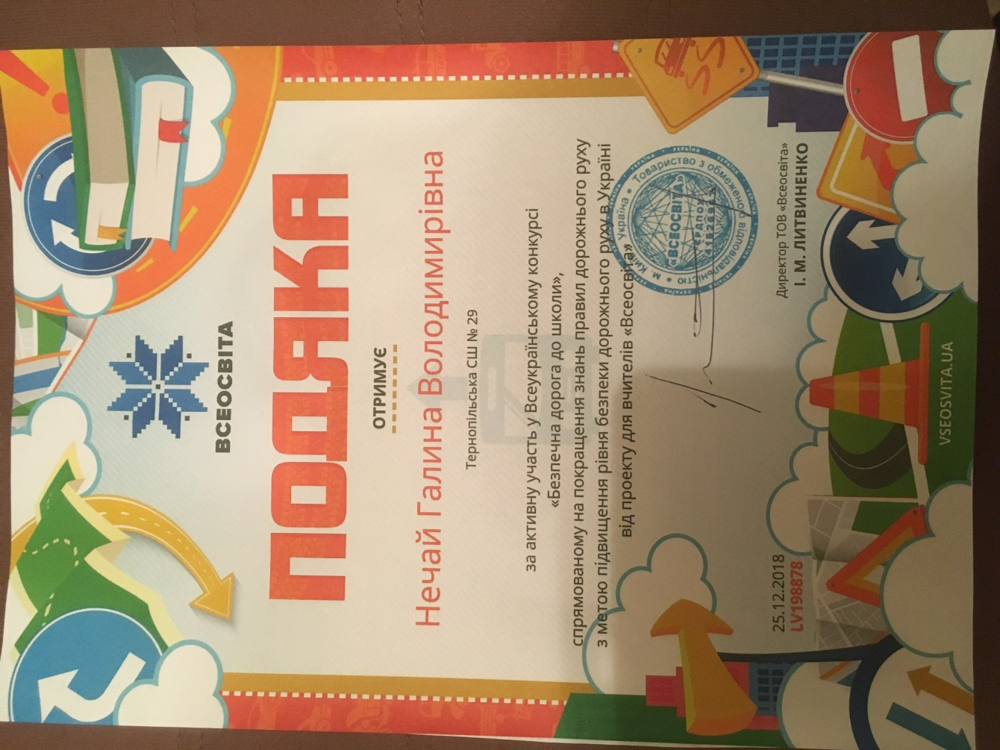 ВСЕОСВІТА
ПОДЯКА
ОТРИМУЄ
Нечай Галина Володимирівна
Тернопільська СШ № 29
за активну участь у Всеукраїнському конкурсі
«Безпечна дорога до школи»,
спрямованому на покращення знань правил дорожнього руху
з метою підвищення рівня безпеки дорожнього руху в Україні
від проекту для вчителів «Всеосвіта»
Україна * Товариство з обмеженою відповідальністю * м. Київ
«ВСЕОСВІТА»
ЄРДПОУ
25.12.2018
LV198878
Директор ТОВ «Всеосвіта»
І. М. ЛИТВИНЕНКО
VSEOSVITA.UA